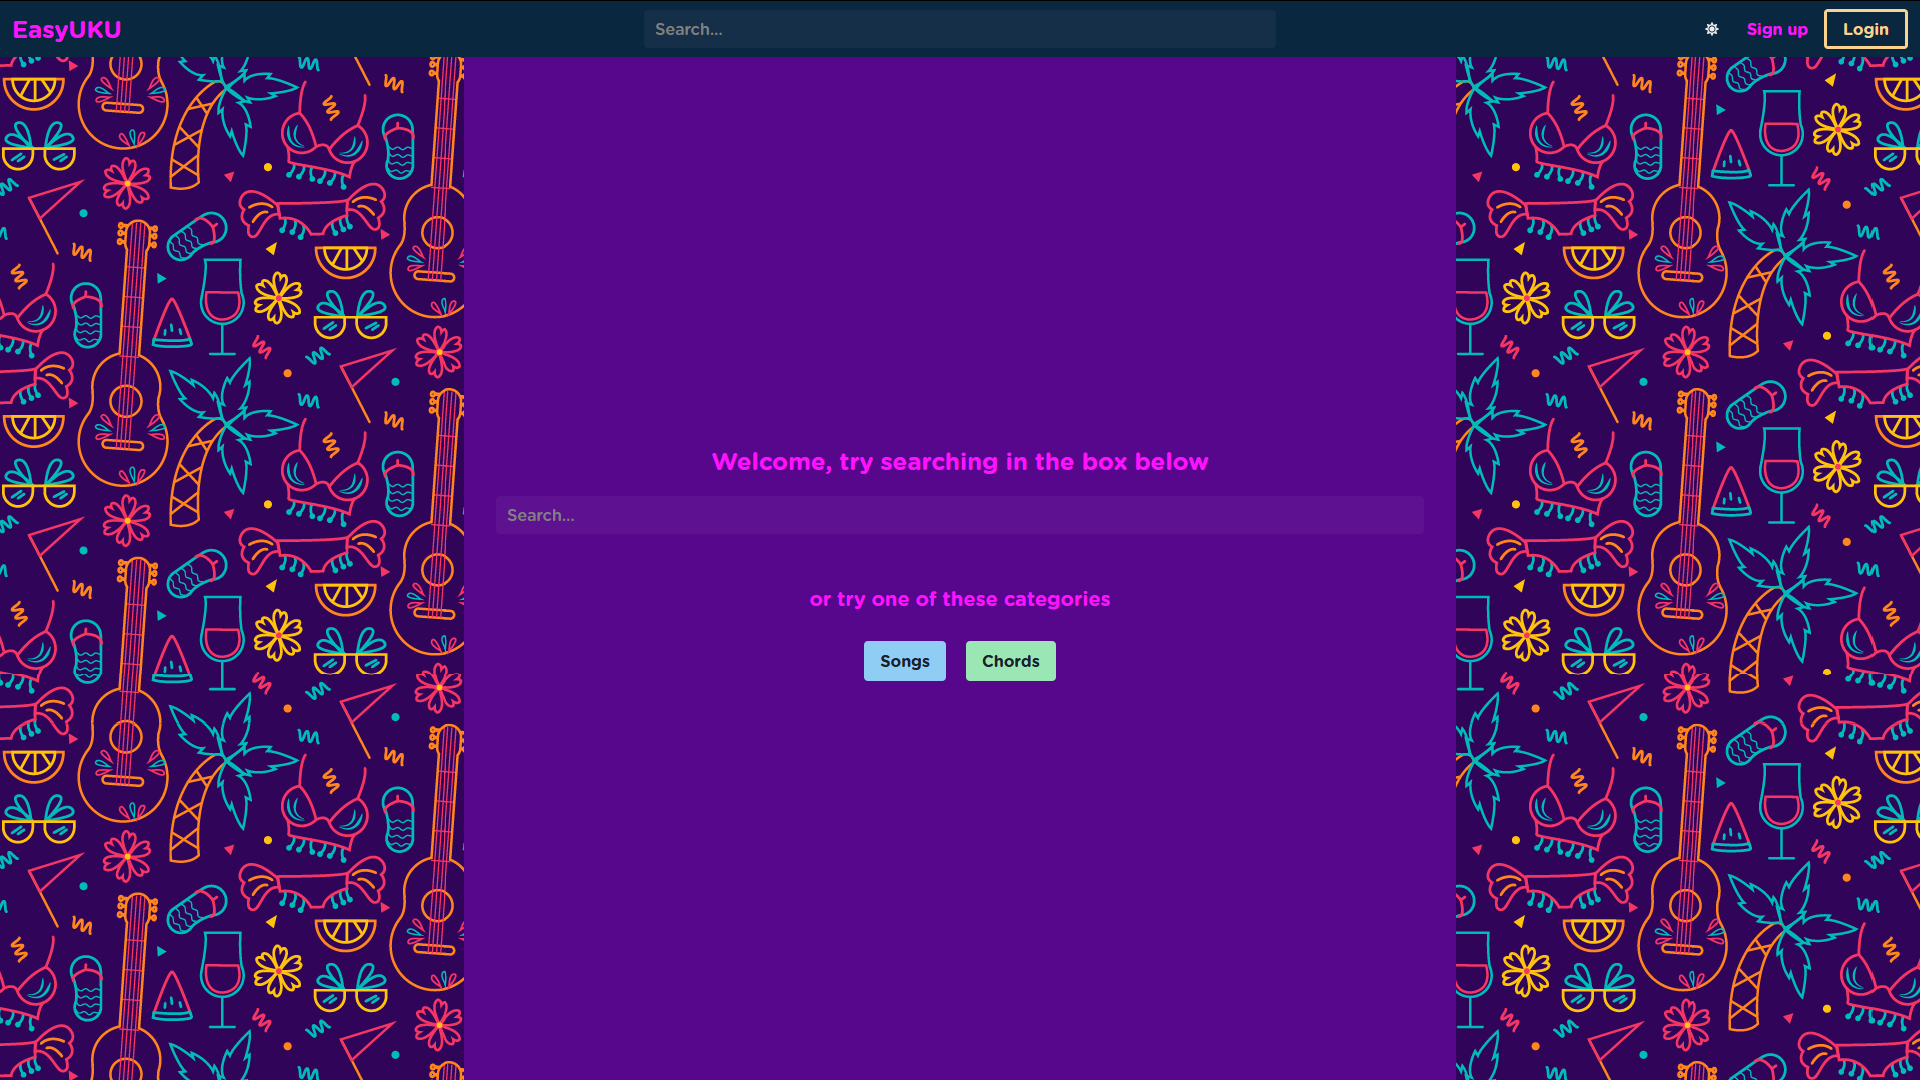 EasyUKU
Search...
Sign up
Login
Welcome, try searching in the box below
Search...
or try one of these categories
Songs
Chords